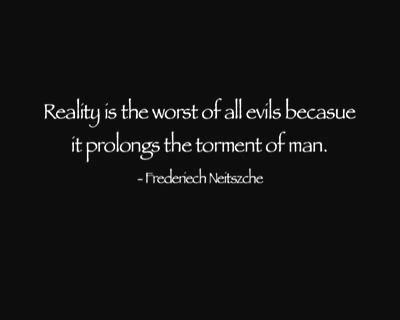 Reality is the worst of all evils becasue
it prolongs the torment of man.
- Frederiech Neitszche